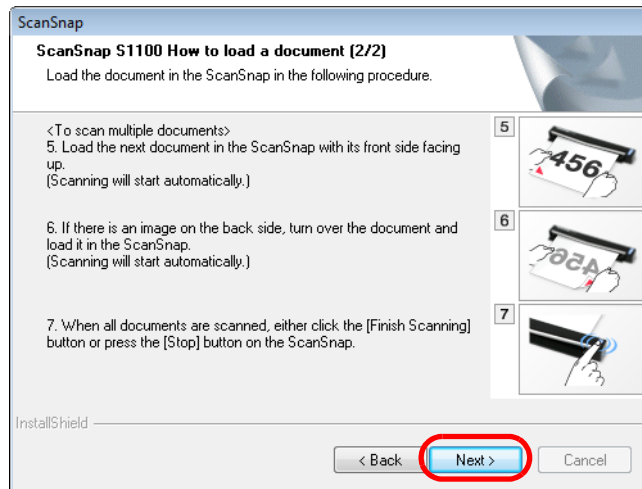 ScanSnap
ScanSnap S1100 How to load a document (2/2)
Load the document in the ScanSnap in the following procedure.
<To scan multiple documents>
5. Load the next document in the ScanSnap with its front side facing
up.
(Scanning will start automatically.)
5
456
6. If there is an image on the back side, turn over the document and
load it in the ScanSnap.
(Scanning will start automatically.)
6
456
7. When all documents are scanned, either click the [Finish Scanning]
button or press the [Stop] button on the ScanSnap.
7
InstallShield
< Back
Next >
Cancel